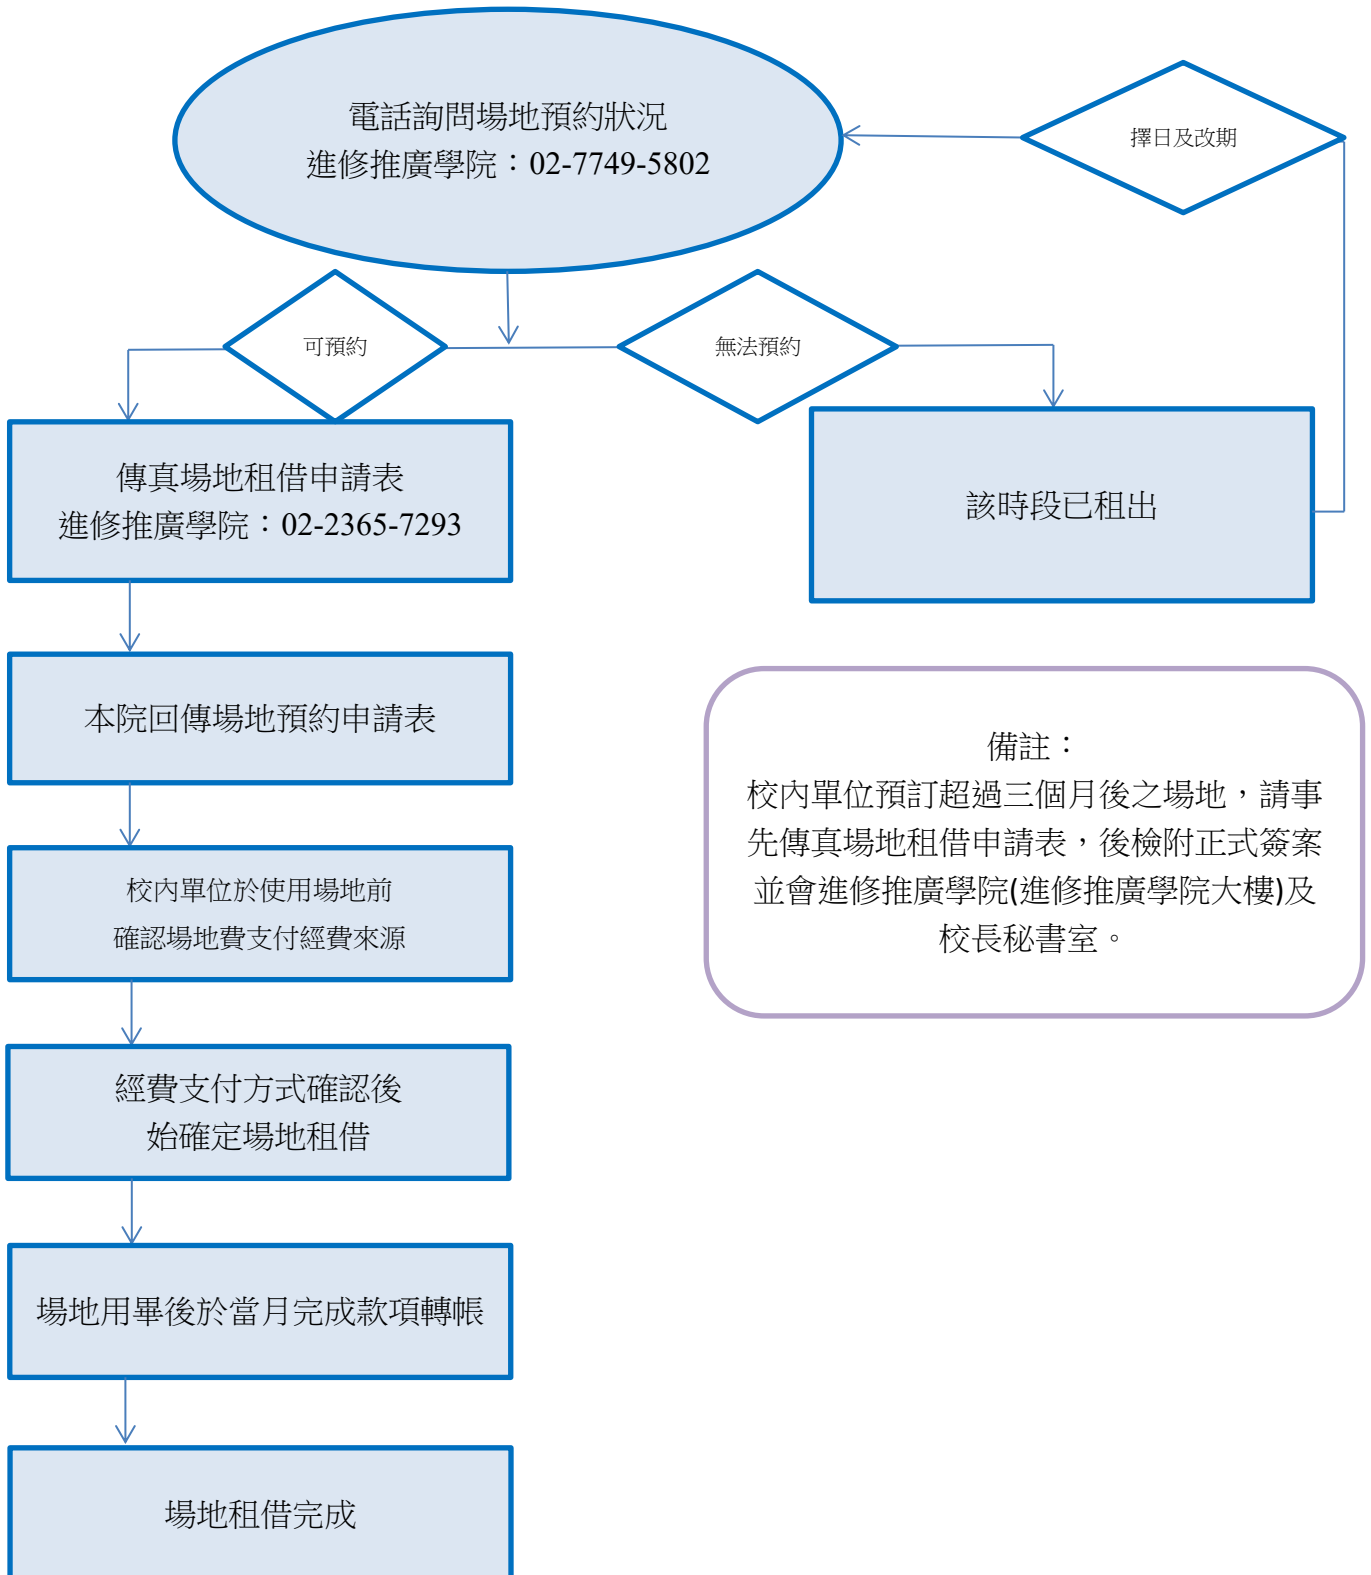 電話詢問場地預約狀況
進修推廣學院：02-7749-5802
擇日及改期
可預約
無法預約
傳真場地租借申請表
進修推廣學院：02-2365-7293
該時段已租出
本院回傳場地預約申請表
備註：
校內單位預訂超過三個月後之場地，請事
先傳真場地租借申請表，後檢附正式簽案
並會進修推廣學院(進修推廣學院大樓)及
校長秘書室。
校內單位於使用場地前
確認場地費支付經費來源
經費支付方式確認後
始確定場地租借
場地用畢後於當月完成款項轉帳
場地租借完成